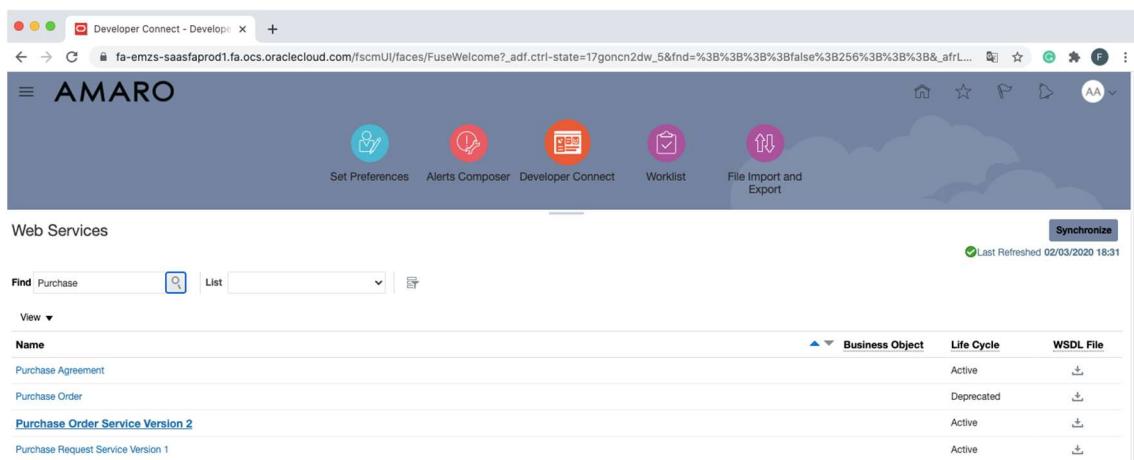 Developer Connect - Develope
fa-emzs-saasfaprod1.fa.ocs.oraclecloud.com/fscmUI/faces/FuseWelcome?_adf.ctrl-state=17goncn2dw_5&fnd=%3B%3B%3B%3Bfalse%3B256%3B%3B%3B&_afrL...
F
AMARO
AA
Set Preferences Alerts Composer Developer Connect Worklist File Import and
Export
Web Services
Synchronize
Last Refreshed 02/03/2020 18:31
Find Purchase List
View
Name Business Object Life Cycle WSDL File
Purchase Agreement Active
Purchase Order Deprecated
Purchase Order Service Version 2 Active
Purchase Request Service Version 1 Active